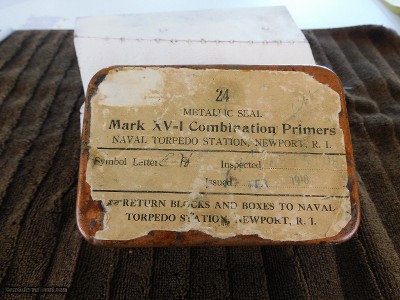 24
METALLIC SEAL
Mark XV-1 Combination Primers
NAVAL TORPEDO STATION, NEWPORT, R. I.
Symbol Letter Inspected
Issued
RETURN BLOCKS AND BOXES TO NAVAL
TORPEDO STATION, NEWPORT, R. I.